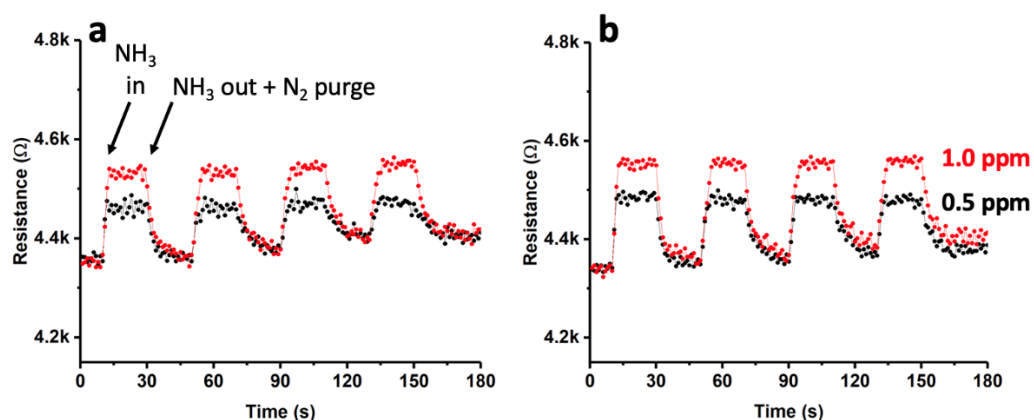 a
NH₃
in
NH₃ out + N₂ purge
4.8k
4.6k
4.4k
4.2k
Resistance (Ω)
0 30 60 90 120 150 180
Time (s)
b
4.8k
4.6k
4.4k
4.2k
Resistance (Ω)
0 30 60 90 120 150 180
Time (s)
1.0 ppm
0.5 ppm